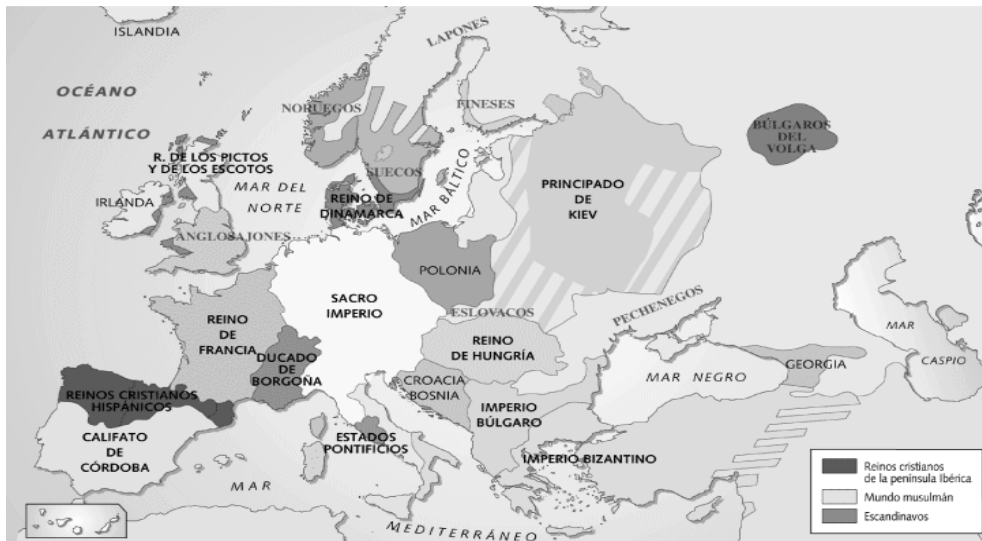 ISLANDIA
LAPONES
OCÉANO
ATLÁNTICO
NORUEGOS
FINESES
BÚLGAROS
DEL
VOLGA
R. DE LOS PICTOS
Y DE LOS ESCOTOS
SUECOS
MAR DEL
NORTE
IRLANDA
REINO DE
DINAMARCA
MAR BÁLTICO
PRINCIPADO
DE
KIEV
ANGLOSAJONES
POLONIA
SACRO
IMPERIO
ESLOVACOS
PECHENEGOS
REINO
DE
FRANCIA
REINO
DE HUNGRÍA
MAR
CASPIO
DUCADO
DE
BORGOÑA
CROACIA
BOSNIA
MAR NEGRO
GEORGIA
REINOS CRISTIANOS
HISPÁNICOS
IMPERIO
BÚLGARO
CALIFATO
DE
CÓRDOBA
ESTADOS
PONTIFICIOS
IMPERIO BIZANTINO
MAR
MEDITERRÁNEO
Reinos cristianos
de la península Ibérica
Mundo musulmán
Escandinavos